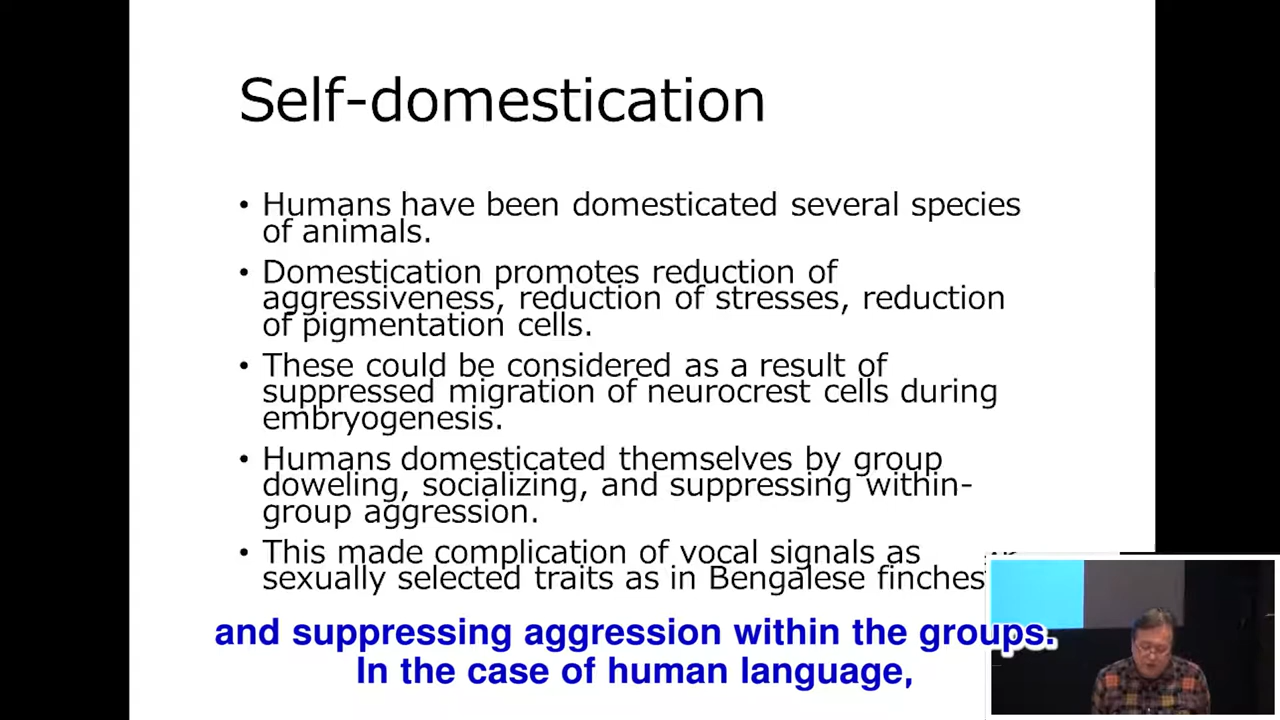 Self-domestication
• Humans have been domesticated several species
of animals.
• Domestication promotes reduction of
aggressiveness, reduction of stresses, reduction
of pigmentation cells.
• These could be considered as a result of
suppressed migration of neurocrest cells during
embryogenesis.
• Humans domesticated themselves by group
doweling, socializing, and suppressing within-
group aggression.
• This made complication of vocal signals as
sexually selected traits as in Bengalese finches
and suppressing aggression within the groups.
In the case of human language,